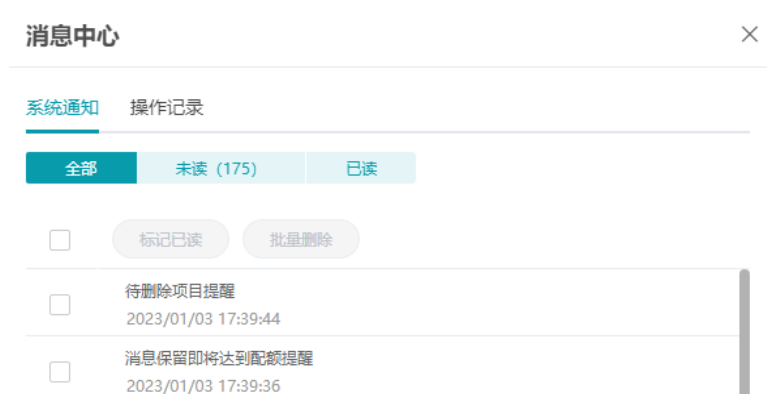 消息中心
系统通知 操作记录
全部 未读（175） 已读
标记已读 批量删除
待删除项目提醒
2023/01/03 17:39:44
消息保留即将达到配额提醒
2023/01/03 17:39:36